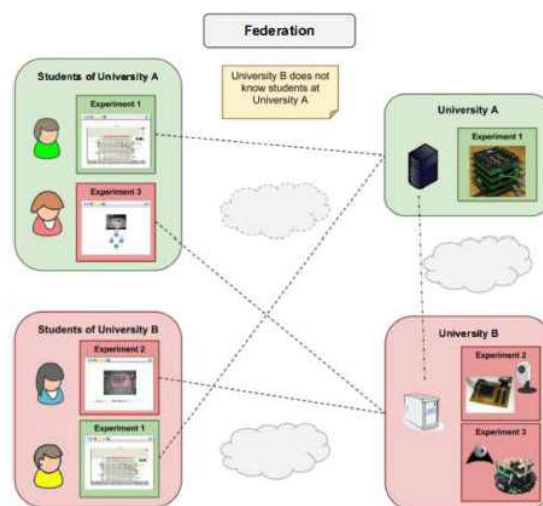 Federation
Students of University A
University B does not
know students at
University A
Experiment 1
University A
Experiment 1
Experiment 3
Students of University B
University B
Experiment 2
Experiment 2
Experiment 1
Experiment 3